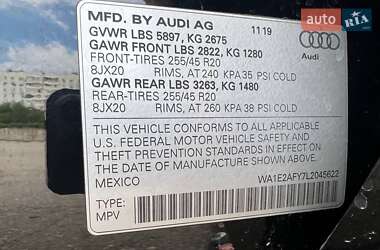 AUTO RIA
MFD. BY AUDI AG 11 19
GVWR LBS 5897, KG 2675
GAWR FRONT LBS 2822, KG 1280
FRONT-TIRES 255/45 R20
8JX20 RIMS, AT 240 KPA 35 PSI COLD
GAWR REAR LBS 3263, KG 1480
REAR-TIRES 255/45 R20
8JX20 RIMS, AT 260 KPA 38 PSI COLD
Audi
THIS VEHICLE CONFORMS TO ALL APPLICABLE
U.S. FEDERAL MOTOR VEHICLE SAFETY AND
THEFT PREVENTION STANDARDS IN EFFECT ON THE
DATE OF MANUFACTURE SHOWN ABOVE.
MEXICO WA1E2AFY7L2045622
TYPE:
MPV